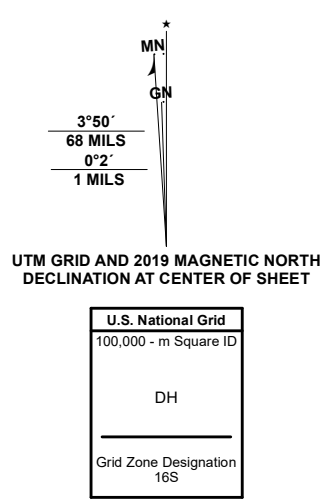 MN
GN
3°50´
68 MILS
0°2´
1 MILS
UTM GRID AND 2019 MAGNETIC NORTH
DECLINATION AT CENTER OF SHEET
U.S. National Grid
100,000 - m Square ID
DH
Grid Zone Designation
16S